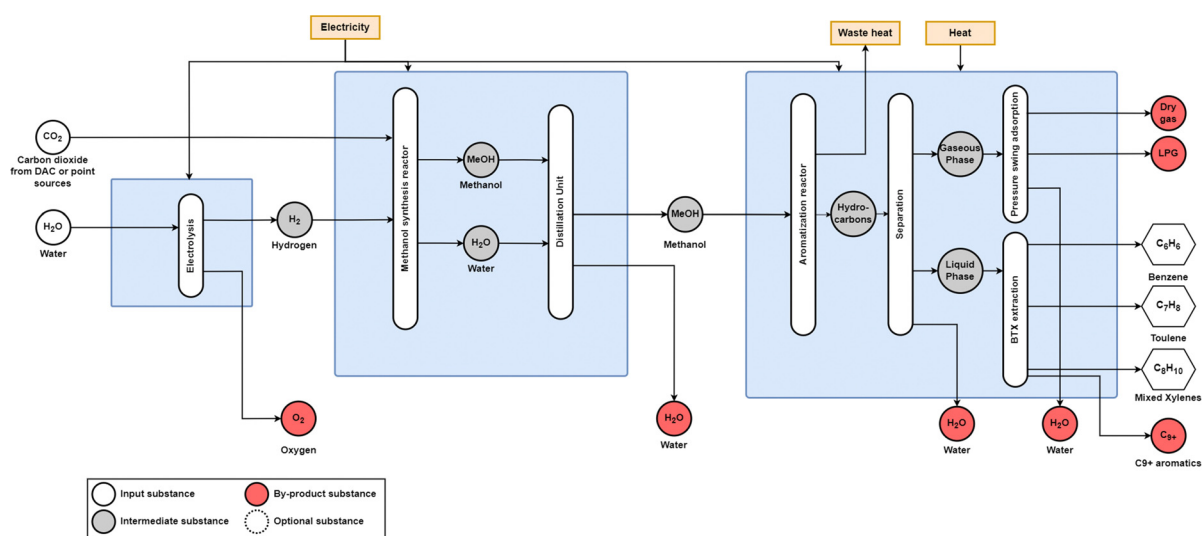 Electricity
Waste heat
Heat
CO2
Carbon dioxide
from DAC or point
sources
H2O
Water
Electrolysis
H2
Hydrogen
O2
Oxygen
Methanol synthesis reactor
MeOH
Methanol
H2O
Water
Distillation Unit
MeOH
Methanol
H2O
Water
Aromatization reactor
Hydro-
carbons
Separation
Gaseous
Phase
Liquid
Phase
Pressure swing adsorption
BTX extraction
Dry
gas
LPG
C6H6
Benzene
C7H8
Toulene
C8H10
Mixed Xylenes
H2O
Water
H2O
Water
C9+
C9+ aromatics
Input substance
By-product substance
Intermediate substance
Optional substance